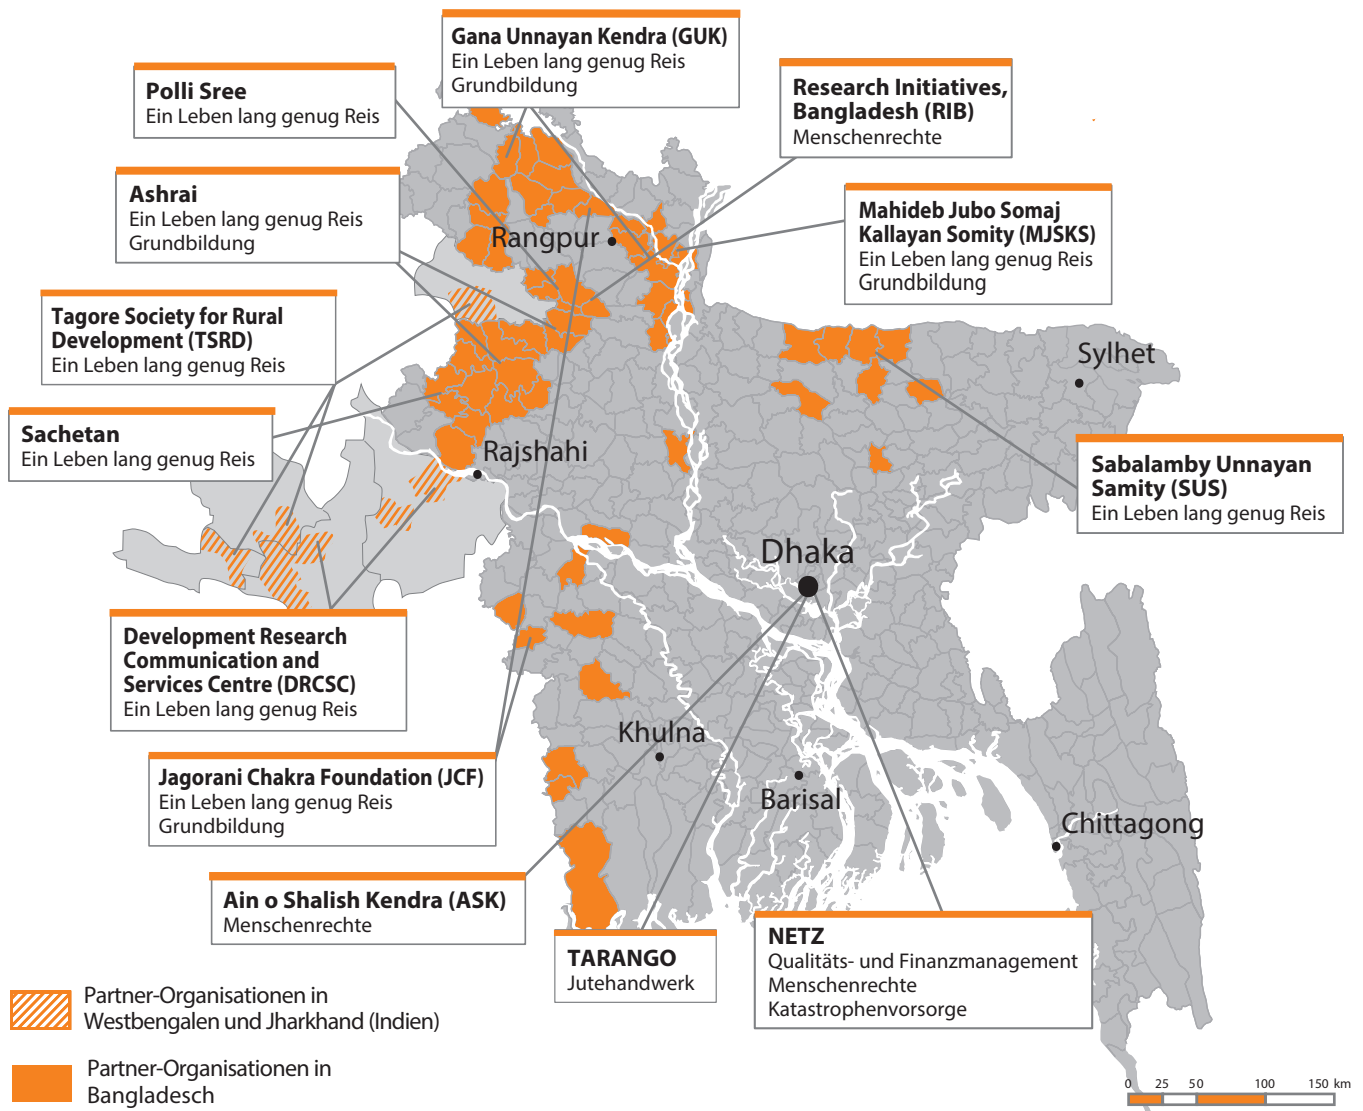 Gana Unnayan Kendra (GUK)
Ein Leben lang genug Reis
Grundbildung
Polli Sree
Ein Leben lang genug Reis
Research Initiatives,
Bangladesh (RIB)
Menschenrechte
Ashrai
Ein Leben lang genug Reis
Grundbildung
Mahideb Jubo Somaj
Kallayan Somity (MJSKS)
Ein Leben lang genug Reis
Grundbildung
Rangpur
Tagore Society for Rural
Development (TSRD)
Ein Leben lang genug Reis
Sylhet
Sachetan
Ein Leben lang genug Reis
Rajshahi
Sabalamby Unnayan
Samity (SUS)
Ein Leben lang genug Reis
Dhaka
Development Research
Communication and
Services Centre (DRCSC)
Ein Leben lang genug Reis
Khulna
Jagorani Chakra Foundation (JCF)
Ein Leben lang genug Reis
Grundbildung
Barisal
Chittagong
Ain o Shalish Kendra (ASK)
Menschenrechte
TARANGO
Jutehandwerk
NETZ
Qualitäts- und Finanzmanagement
Menschenrechte
Katastrophenvorsorge
Partner-Organisationen in
Westbengalen und Jharkhand (Indien)
Partner-Organisationen in
Bangladesch
0 25 50 100 150 km